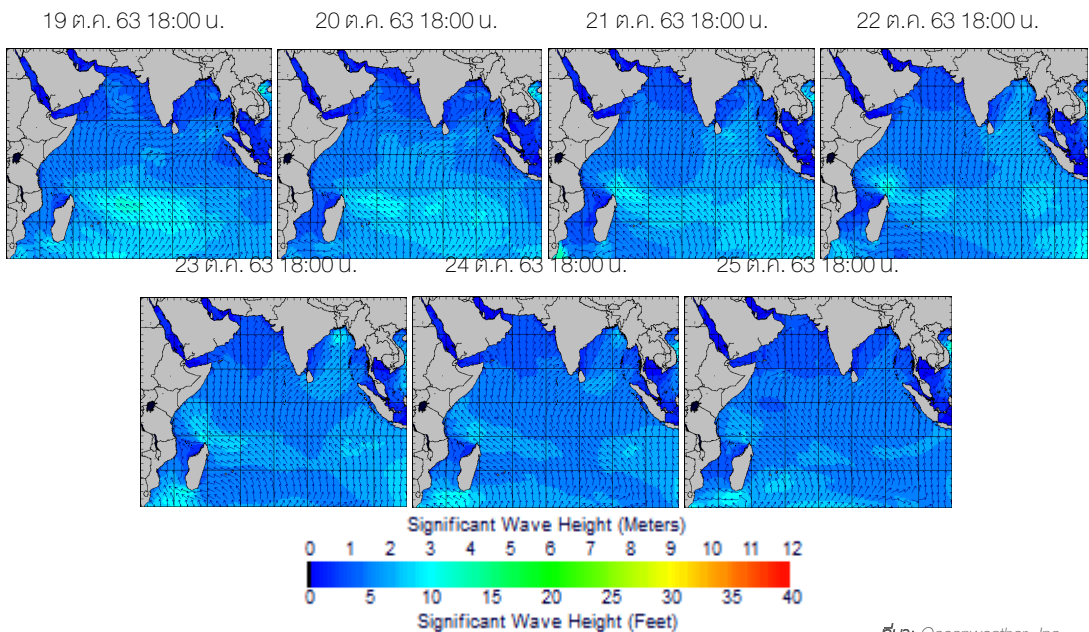 19 ต.ค. 63 18:00 น.
20 ต.ค. 63 18:00 น.
21 ต.ค. 63 18:00 น.
22 ต.ค. 63 18:00 น.
23 ต.ค. 63 18:00 น.
24 ต.ค. 63 18:00 น.
25 ต.ค. 63 18:00 น.
Significant Wave Height (Meters)
0 1 2 3 4 5 6 7 8 9 10 11 12
0 5 10 15 20 25 30 35 40
Significant Wave Height (Feet)